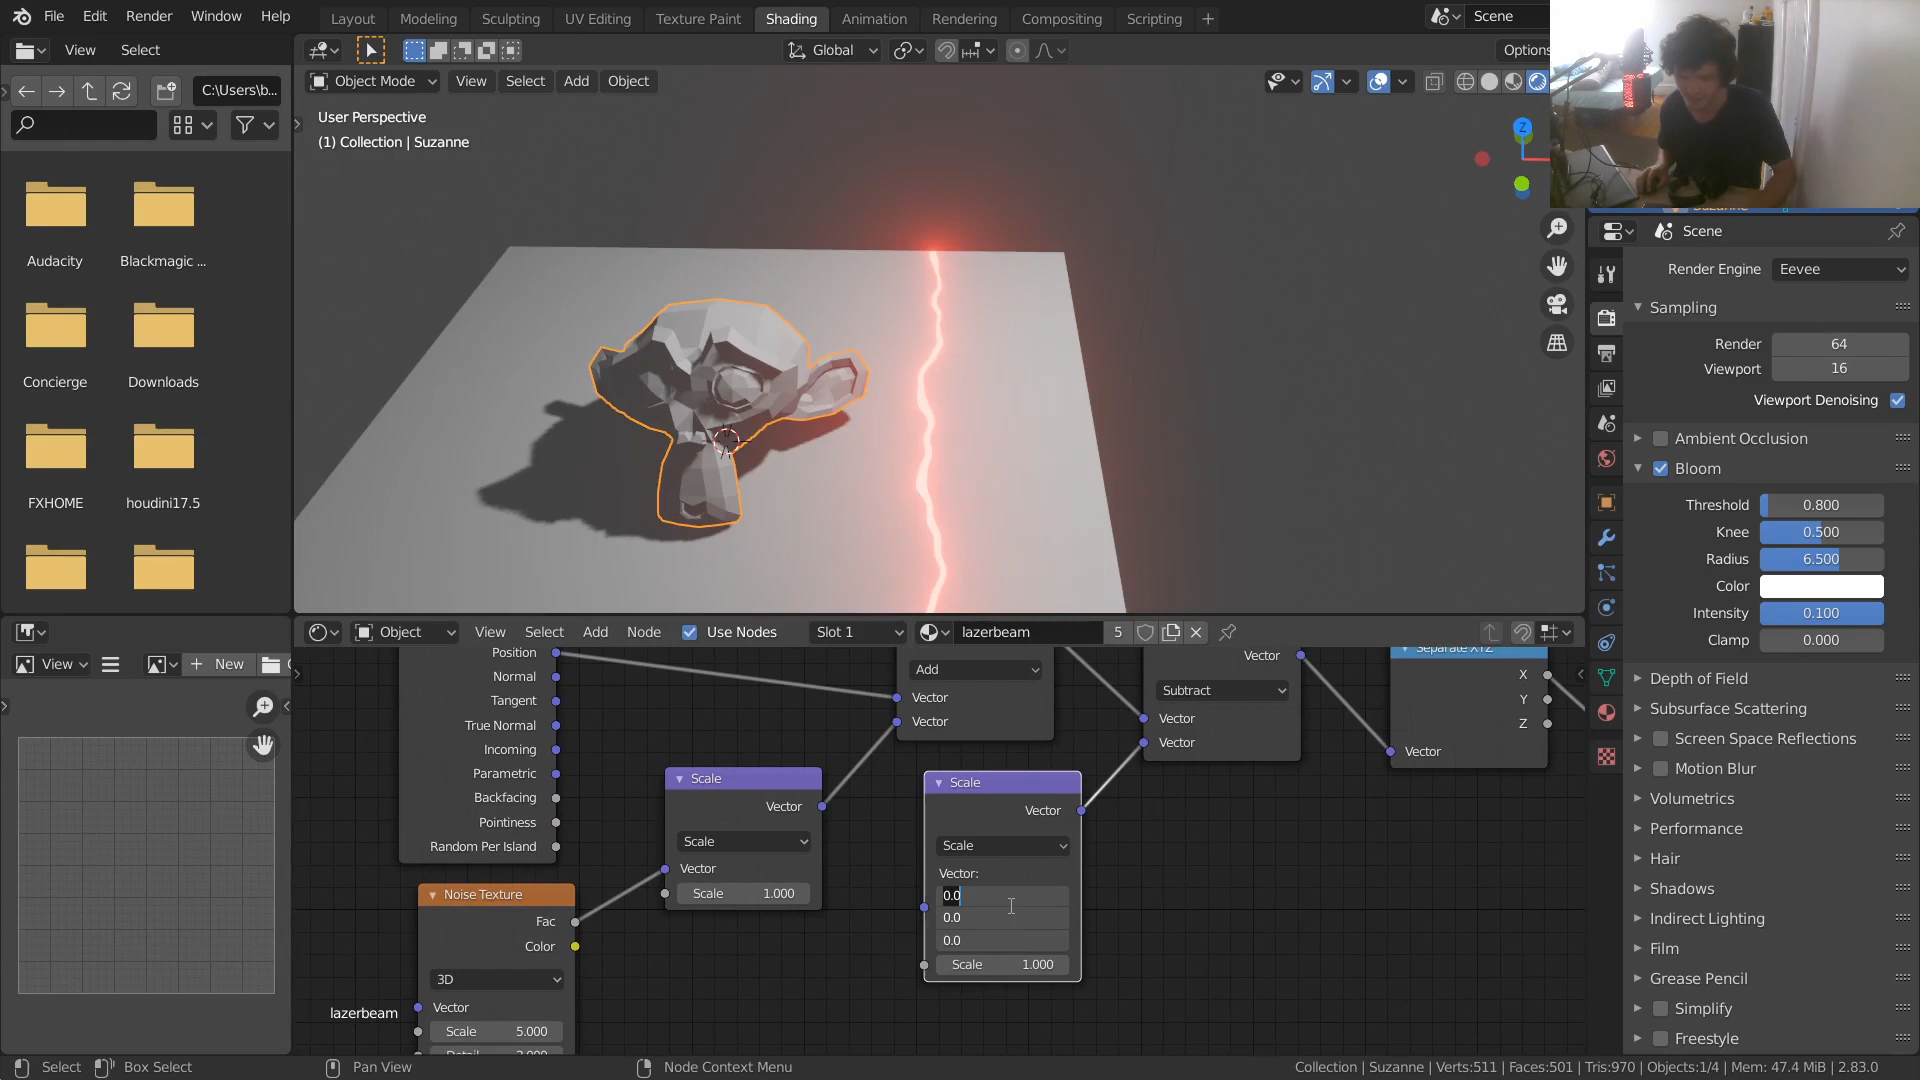 File Edit Render Window Help
Layout Modeling Sculpting UV Editing Texture Paint Shading Animation Rendering Compositing Scripting
Scene
View Select
Global
Options
C:\Users\b...
Object Mode View Select Add Object
User Perspective
(1) Collection | Suzanne
Z
Audacity
Blackmagic ...
Concierge
Downloads
FXHOME
houdini17.5
Scene
Render Engine Eevee
Sampling
Render 64
Viewport 16
Viewport Denoising
Ambient Occlusion
Bloom
Threshold 0.800
Knee 0.500
Radius 6.500
Color
Intensity 0.100
Clamp 0.000
Depth of Field
Subsurface Scattering
Screen Space Reflections
Motion Blur
Volumetrics
Performance
Hair
Shadows
Indirect Lighting
Film
Grease Pencil
Simplify
Freestyle
View
New
Object View Select Add Node Use Nodes Slot 1 lazerbeam 5
Position
Normal
Tangent
True Normal
Incoming
Parametric
Backfacing
Pointiness
Random Per Island
Noise Texture
Fac
Color
3D
Vector
Scale 5.000
lazerbeam
Scale
Vector
Scale
Vector
Scale 1.000
Add
Vector
Vector
Scale
Vector
Scale
Vector:
0.0
0.0
0.0
Scale 1.000
Vector
Subtract
Vector
Vector
Separate XYZ
X
Y
Z
Vector
Select
Box Select
Pan View
Node Context Menu
Collection | Suzanne | Verts:511 | Faces:501 | Tris:970 | Objects:1/4 | Mem: 47.4 MiB | 2.83.0